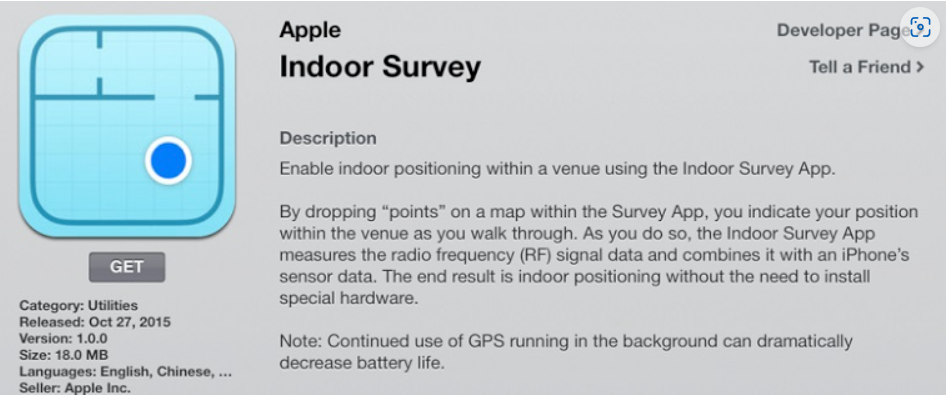 Apple
Developer Page
Indoor Survey
Tell a Friend >
Description
Enable indoor positioning within a venue using the Indoor Survey App.
By dropping “points” on a map within the Survey App, you indicate your position
within the venue as you walk through. As you do so, the Indoor Survey App
measures the radio frequency (RF) signal data and combines it with an iPhone’s
sensor data. The end result is indoor positioning without the need to install
special hardware.
Note: Continued use of GPS running in the background can dramatically
decrease battery life.
GET
Category: Utilities
Released: Oct 27, 2015
Version: 1.0.0
Size: 18.0 MB
Languages: English, Chinese, ...
Seller: Apple Inc.